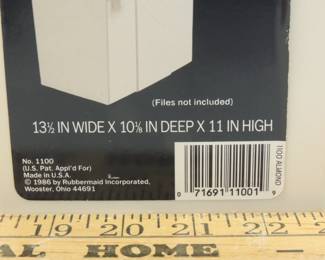 (Files not included)
13½ IN WIDE X 10⅛ IN DEEP X 11 IN HIGH
No. 1100
(U.S. Pat. Appl'd For)
Made in U.S.A.
© 1986 by Rubbermaid Incorporated,
Wooster, Ohio 44691
1100 ALMOND
0 71691 11001 9
19 20 21 22 23
AL HOME